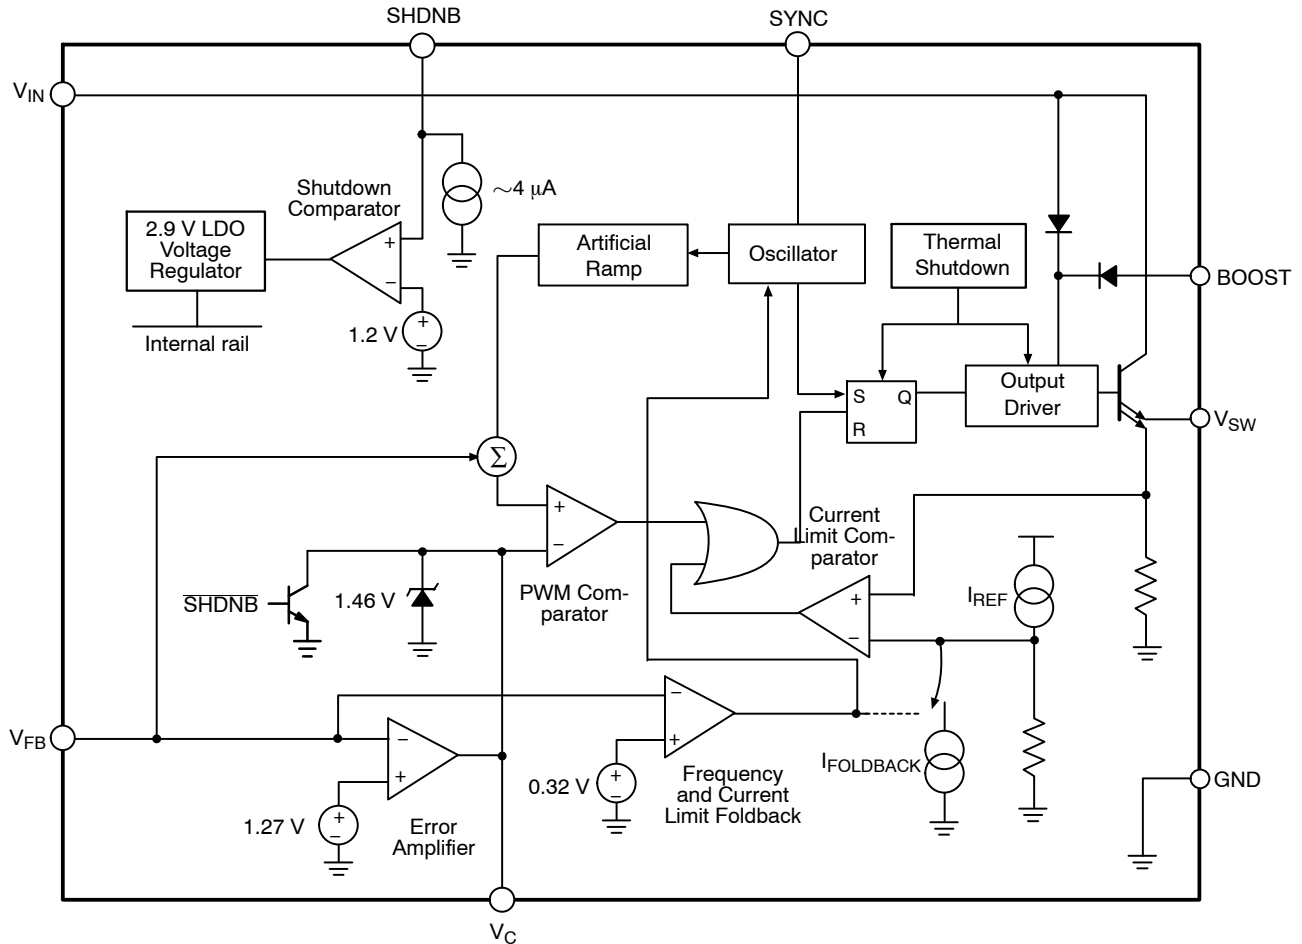 SHDNB
SYNC
V_IN
Shutdown
Comparator
~4 μA
2.9 V LDO
Voltage
Regulator
+
−
Artificial
Ramp
Oscillator
Thermal
Shutdown
BOOST
1.2 V
+
−
Internal rail
S
Q
R
Output
Driver
V_SW
Σ
+
−
Current
Limit Com-
parator
PWM Com-
parator
SHDNB
1.46 V
+
−
I_REF
V_FB
−
+
−
+
0.32 V
+
−
I_FOLDBACK
Frequency
and Current
Limit Foldback
GND
1.27 V
+
−
Error
Amplifier
V_C